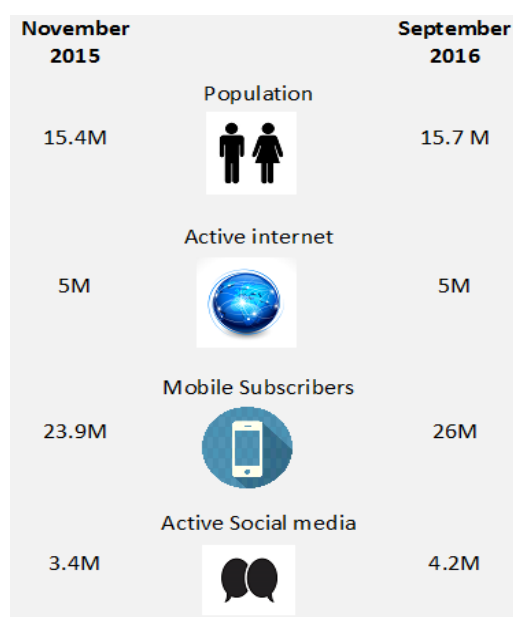 November 2015
September 2016
Population
15.4M
15.7 M
Active internet
5M
5M
Mobile Subscribers
23.9M
26M
Active Social media
3.4M
4.2M